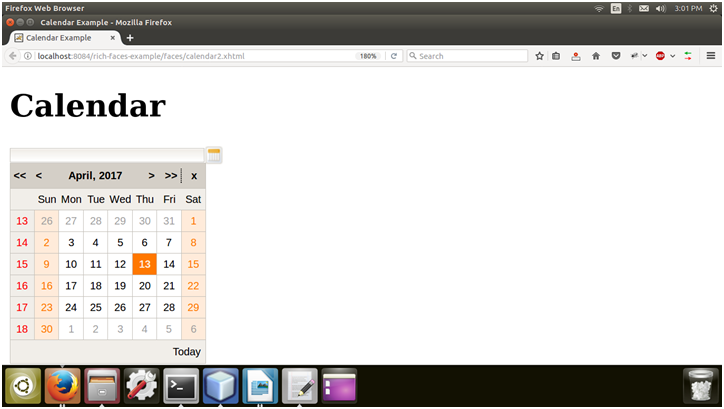 Firefox Web Browser En 3:01 PM
Calendar Example - Mozilla Firefox
Calendar Example × +
localhost:8084/rich-faces-example/faces/calendar2.xhtml 180% Search
Calendar
<< < April, 2017 > >> x
Sun Mon Tue Wed Thu Fri Sat
13 26 27 28 29 30 31 1
14 2 3 4 5 6 7 8
15 9 10 11 12 13 14 15
16 16 17 18 19 20 21 22
17 23 24 25 26 27 28 29
18 30 1 2 3 4 5 6
Today